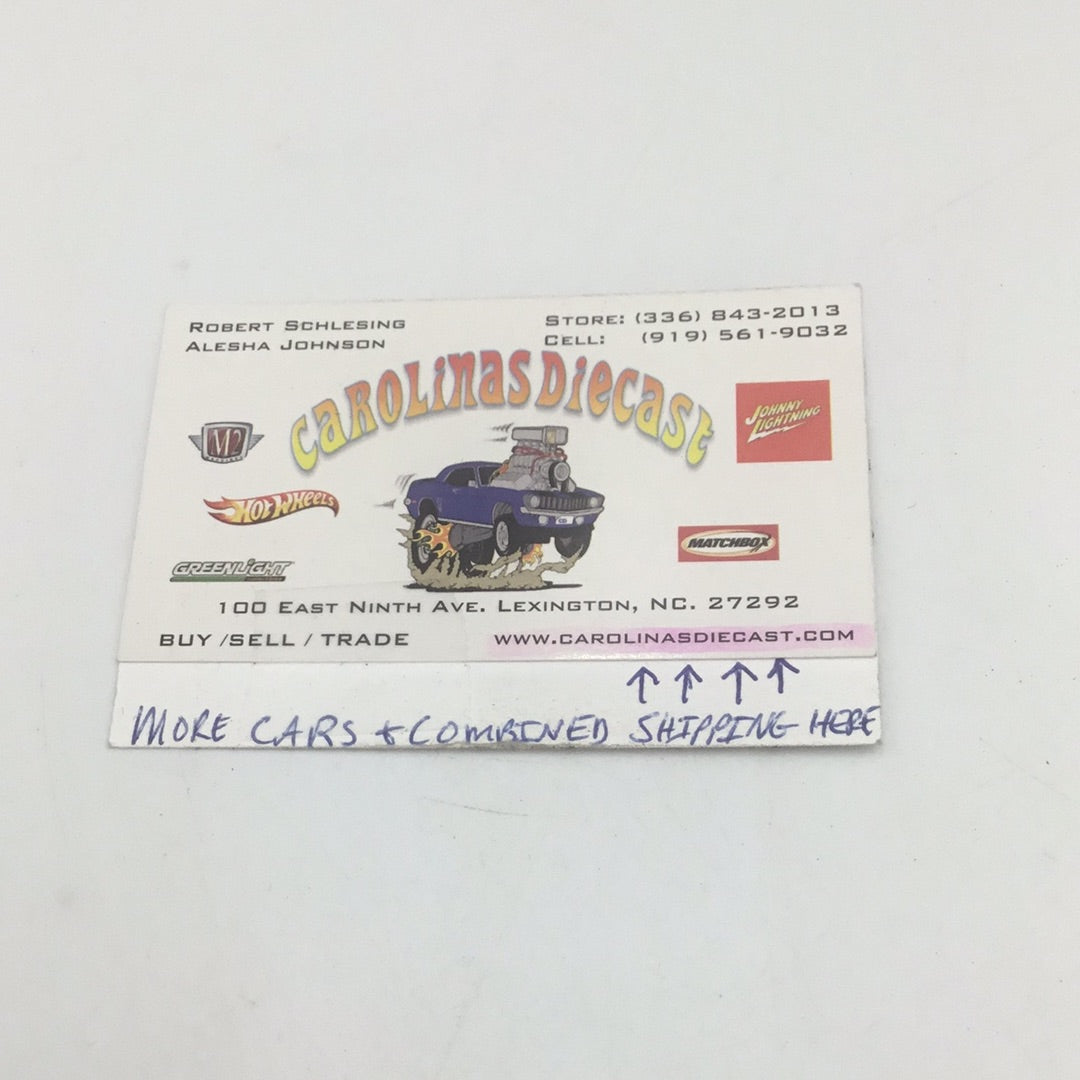 ROBERT SCHLESING
ALESHA JOHNSON
STORE: (336) 843-2013
CELL: (919) 561-9032
CAROLINAS DIECAST
M2
JOHNNY LIGHTNING
HOT WHEELS
MATCHBOX
GREENLIGHT
100 EAST NINTH AVE. LEXINGTON, NC. 27292
BUY /SELL / TRADE
WWW.CAROLINASDIECAST.COM
↑ ↑ ↑ ↑
MORE CARS + COMBINED SHIPPING HERE